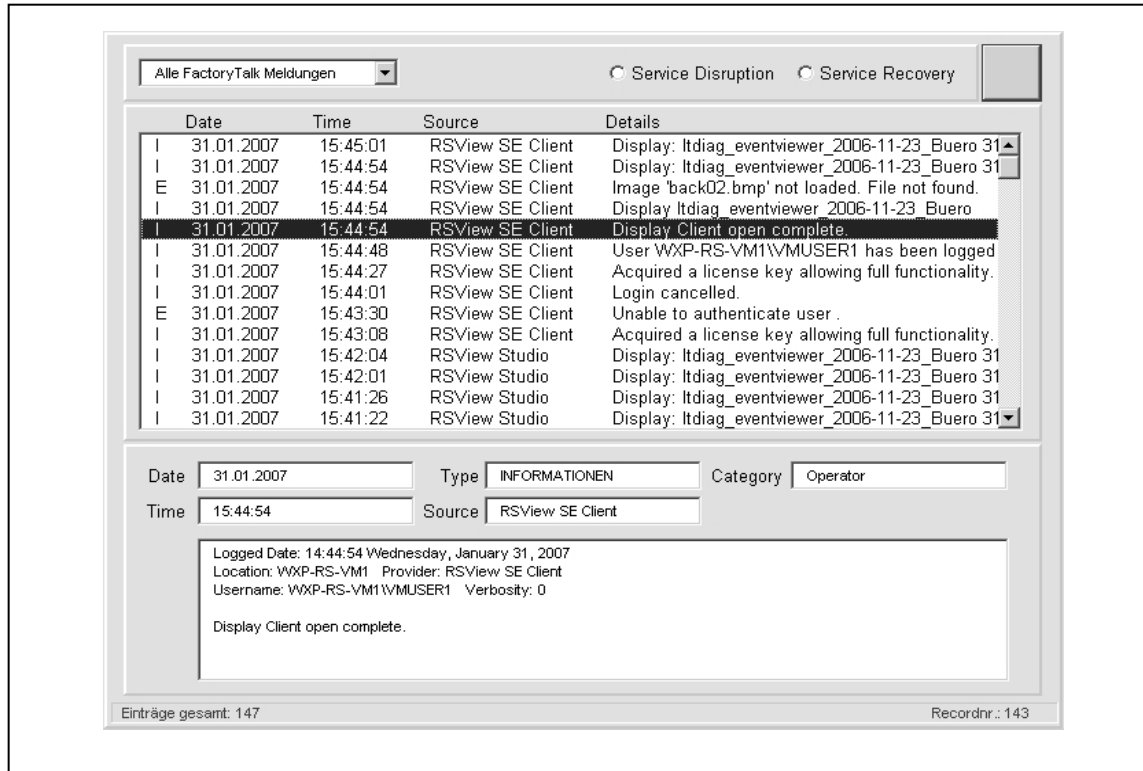 Alle FactoryTalk Meldungen Service Disruption Service Recovery
Date Time Source Details
I 31.01.2007 15:45:01 RSView SE Client Display: ltdiag_eventviewer_2006-11-23_Buero 31
I 31.01.2007 15:44:54 RSView SE Client Display: ltdiag_eventviewer_2006-11-23_Buero 31
E 31.01.2007 15:44:54 RSView SE Client Image 'back02.bmp' not loaded. File not found.
I 31.01.2007 15:44:54 RSView SE Client Display ltdiag_eventviewer_2006-11-23_Buero
I 31.01.2007 15:44:54 RSView SE Client Display Client open complete.
I 31.01.2007 15:44:48 RSView SE Client User WXP-RS-VM1\VMUSER1 has been logged
I 31.01.2007 15:44:27 RSView SE Client Acquired a license key allowing full functionality.
I 31.01.2007 15:44:01 RSView SE Client Login cancelled.
E 31.01.2007 15:43:30 RSView SE Client Unable to authenticate user .
I 31.01.2007 15:43:08 RSView SE Client Acquired a license key allowing full functionality.
I 31.01.2007 15:42:04 RSView Studio Display: ltdiag_eventviewer_2006-11-23_Buero 31
I 31.01.2007 15:42:01 RSView Studio Display: ltdiag_eventviewer_2006-11-23_Buero 31
I 31.01.2007 15:41:26 RSView Studio Display: ltdiag_eventviewer_2006-11-23_Buero 31
I 31.01.2007 15:41:22 RSView Studio Display: ltdiag_eventviewer_2006-11-23_Buero 31
Date 31.01.2007 Type INFORMATIONEN Category Operator
Time 15:44:54 Source RSView SE Client
Logged Date: 14:44:54 Wednesday, January 31, 2007
Location: WXP-RS-VM1 Provider: RSView SE Client
Username: WXP-RS-VM1\VMUSER1 Verbosity: 0
Display Client open complete.
Einträge gesamt: 147 Recordnr.: 143